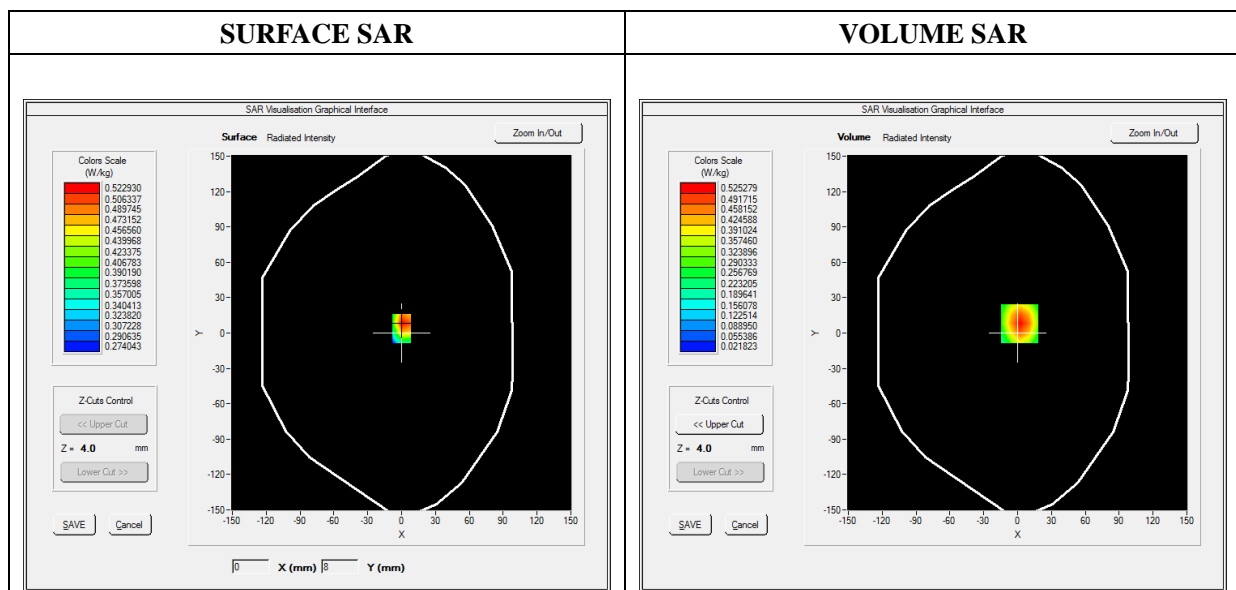 SURFACE SAR
VOLUME SAR
SAR Visualisation Graphical Interface
Surface Radiated Intensity
Zoom In/Out
Colors Scale
(W/kg)
0.522930
0.506337
0.489745
0.473152
0.456560
0.439968
0.423375
0.406783
0.390190
0.373598
0.357005
0.340413
0.323820
0.307228
0.290635
0.274043
150
120
90
60
30
0
-30
-60
-90
-120
-150
Y
-150 -120 -90 -60 -30 0 30 60 90 120 150
X
Z-Cuts Control
<< Upper Cut
Z = 4.0 mm
Lower Cut >>
SAVE Cancel
0 X (mm) 8 Y (mm)
SAR Visualisation Graphical Interface
Volume Radiated Intensity
Zoom In/Out
Colors Scale
(W/kg)
0.525279
0.491715
0.458152
0.424588
0.391024
0.357460
0.323896
0.290333
0.256769
0.223205
0.189641
0.156078
0.122514
0.088950
0.055386
0.021823
150
120
90
60
30
0
-30
-60
-90
-120
-150
Y
-150 -120 -90 -60 -30 0 30 60 90 120 150
X
Z-Cuts Control
<< Upper Cut
Z = 4.0 mm
Lower Cut >>
SAVE Cancel